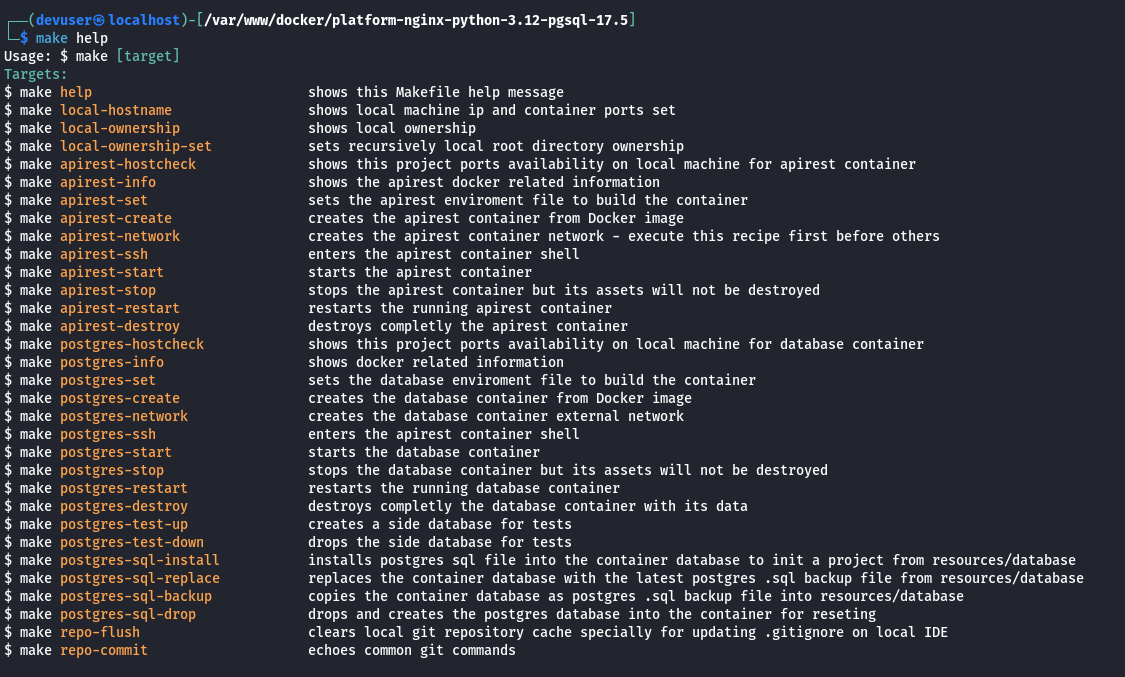 ┌──(devuser㉿localhost)-[/var/www/docker/platform-nginx-python-3.12-pgsql-17.5]
└─$ make help
Usage: $ make [target]
Targets:
$ make help                           shows this Makefile help message
$ make local-hostname                 shows local machine ip and container ports set
$ make local-ownership                shows local ownership
$ make local-ownership-set            sets recursively local root directory ownership
$ make apirest-hostcheck              shows this project ports availability on local machine for apirest container
$ make apirest-info                   shows the apirest docker related information
$ make apirest-set                    sets the apirest enviroment file to build the container
$ make apirest-create                 creates the apirest container from Docker image
$ make apirest-network                creates the apirest container network - execute this recipe first before others
$ make apirest-ssh                    enters the apirest container shell
$ make apirest-start                  starts the apirest container
$ make apirest-stop                   stops the apirest container but its assets will not be destroyed
$ make apirest-restart                restarts the running apirest container
$ make apirest-destroy                destroys completly the apirest container
$ make postgres-hostcheck             shows this project ports availability on local machine for database container
$ make postgres-info                  shows docker related information
$ make postgres-set                   sets the database enviroment file to build the container
$ make postgres-create                creates the database container from Docker image
$ make postgres-network               creates the database container external network
$ make postgres-ssh                   enters the apirest container shell
$ make postgres-start                 starts the database container
$ make postgres-stop                  stops the database container but its assets will not be destroyed
$ make postgres-restart               restarts the running database container
$ make postgres-destroy               destroys completly the database container with its data
$ make postgres-test-up               creates a side database for tests
$ make postgres-test-down             drops the side database for tests
$ make postgres-sql-install           installs postgres sql file into the container database to init a project from resources/database
$ make postgres-sql-replace           replaces the container database with the latest postgres .sql backup file from resources/database
$ make postgres-sql-backup            copies the container database as postgres .sql backup file into resources/database
$ make postgres-sql-drop              drops and creates the postgres database into the container for reseting
$ make repo-flush                     clears local git repository cache specially for updating .gitignore on local IDE
$ make repo-commit                    echoes common git commands